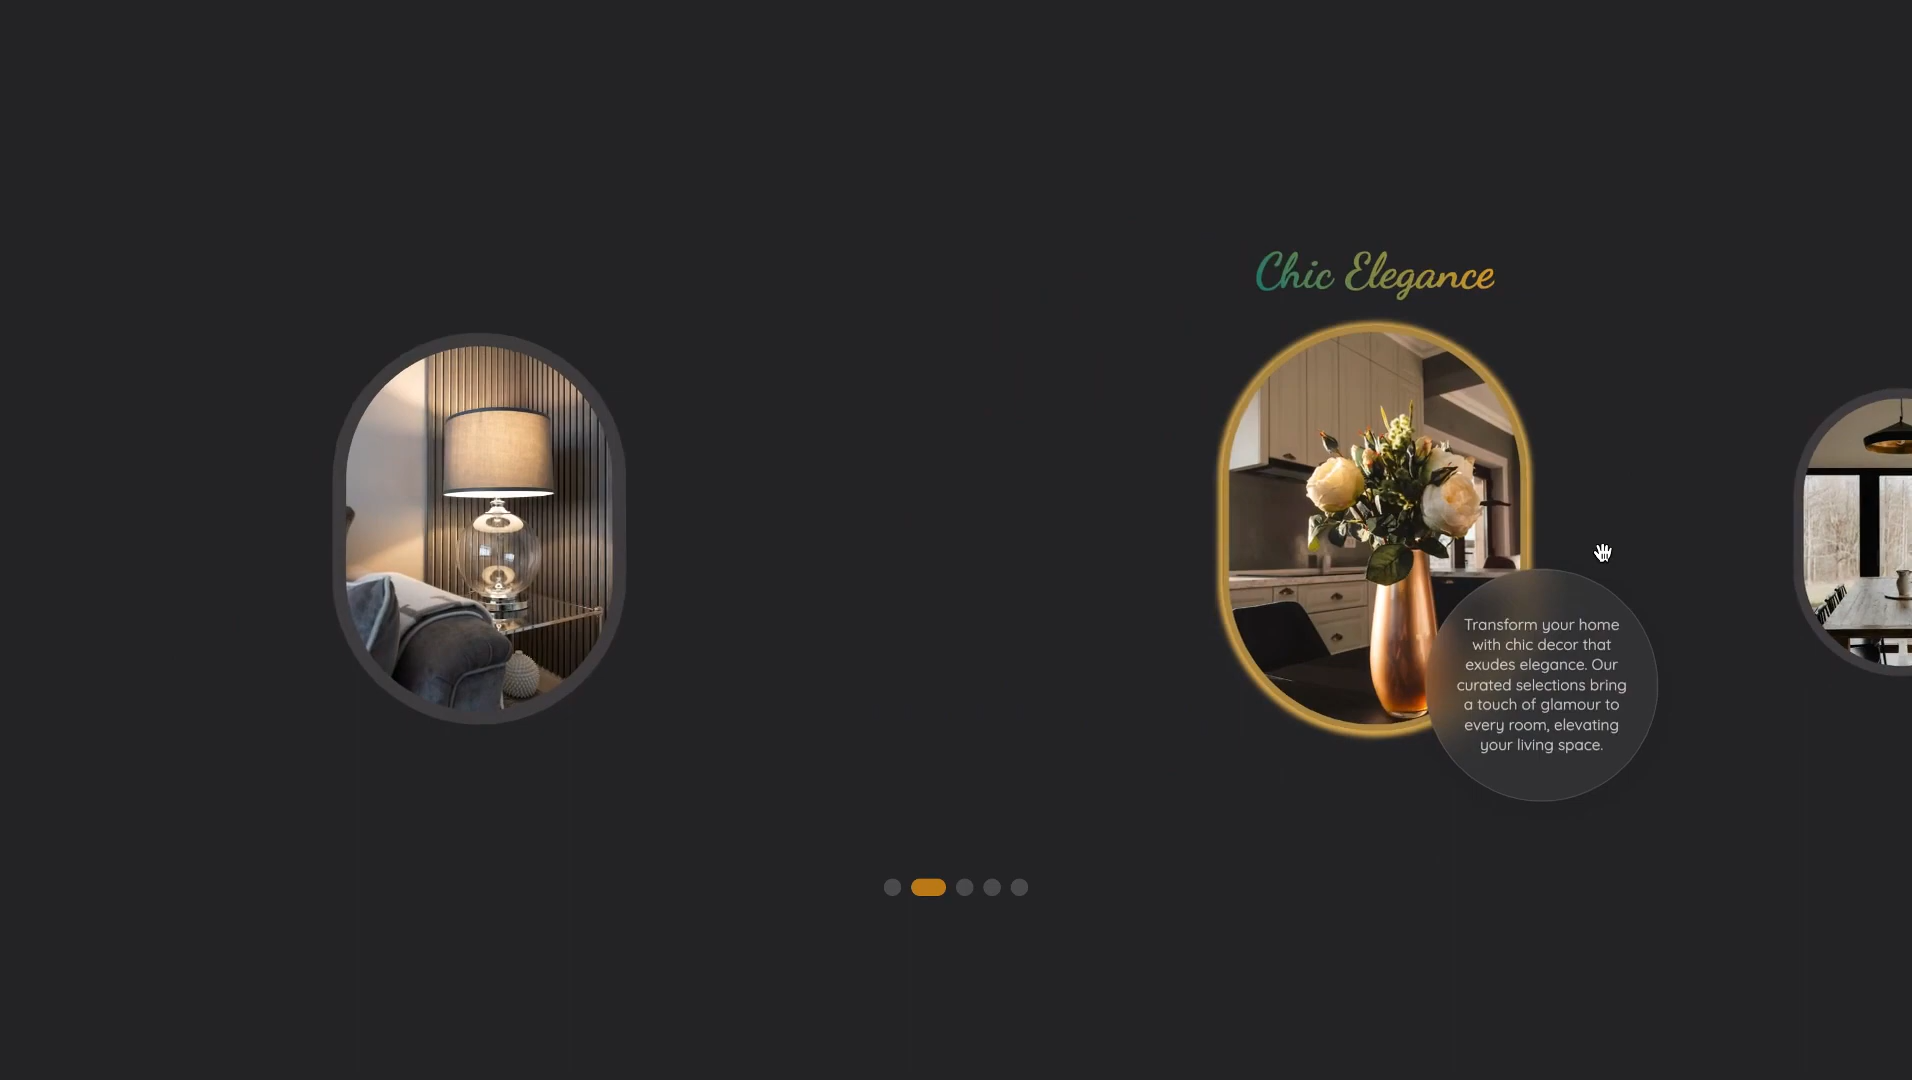 Chic Elegance
Transform your home
with chic decor that
exudes elegance. Our
curated selections bring
a touch of glamour to
every room, elevating
your living space.